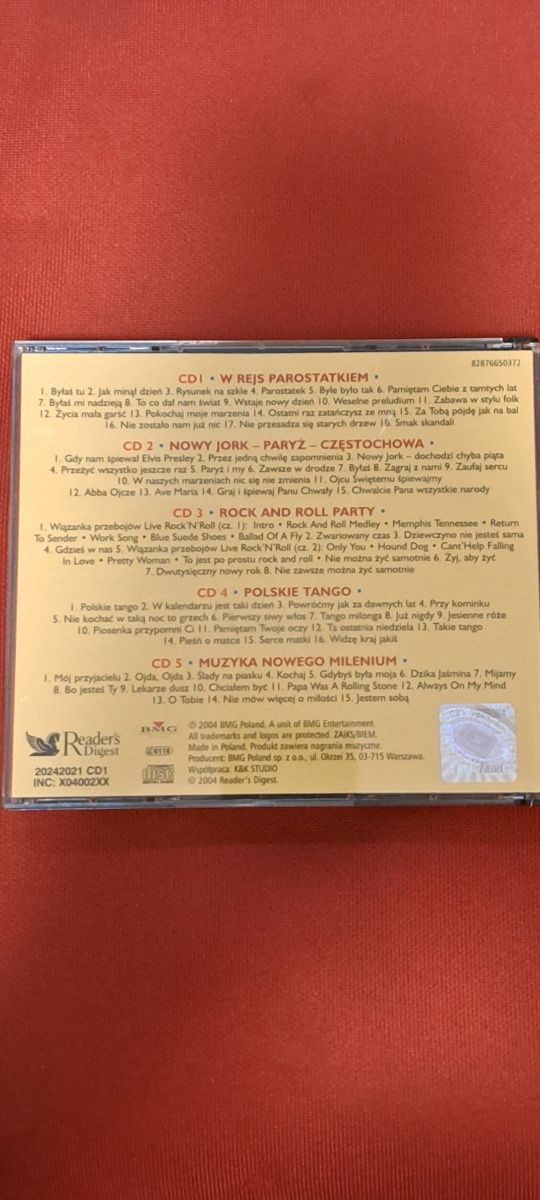 82876650372
CD1 • W REJS PAROSTATKIEM •
1. Byłaś tu 2. Jak minął dzień 3. Rysunek na szkle 4. Parostatek 5. Byle było tak 6. Pamiętam Ciebie z tamtych lat
7. Byłaś mi nadzieją 8. To co dał nam świat 9. Wstaje nowy dzień 10. Weselne preludium 11. Zabawa w stylu folk
12. Życia mała garść 13. Pokochaj moje marzenia 14. Ostatni raz zatańczysz ze mną 15. Za Tobą pójdę jak na bal
16. Nie zostało nam już nic 17. Nie przesadza się starych drzew 18. Smak skandali
CD 2 • NOWY JORK – PARYŻ – CZĘSTOCHOWA •
1. Gdy nam śpiewał Elvis Presley 2. Przez jedną chwilę zapomnienia 3. Nowy Jork - dochodzi chyba piąta
4. Przeżyć wszystko jeszcze raz 5. Paryż i my 6. Zawsze w drodze 7. Byłaś 8. Zagraj z nami 9. Zaufaj sercu
10. W naszych marzeniach nic się nie zmienia 11. Ojcu Świętemu śpiewajmy
12. Abba Ojcze 13. Ave Maria 14. Graj i śpiewaj Panu Chwały 15. Chwalcie Pana wszystkie narody
CD 3 • ROCK AND ROLL PARTY •
1. Wiązanka przebojów Live Rock'N'Roll (cz. 1): Intro • Rock And Roll Medley • Memphis Tennessee • Return
To Sender • Work Song • Blue Suede Shoes • Ballad Of A Fly 2. Zwariowany czas 3. Dziewczyno nie jesteś sama
4. Gdzieś w nas 5. Wiązanka przebojów Live Rock'N'Roll (cz. 2): Only You • Hound Dog • Cant'Help Falling
In Love • Pretty Woman • To jest po prostu rock and roll • Nie można żyć samotnie 6. Żyj, aby żyć
7. Dwutysięczny nowy rok 8. Nie zawsze można żyć samotnie
CD 4 • POLSKIE TANGO •
1. Polskie tango 2. W kalendarzu jest taki dzień 3. Powróćmy jak za dawnych lat 4. Przy kominku
5. Nie kochać w taką noc to grzech 6. Pierwszy siwy włos 7. Tango milonga 8. Już nigdy 9. Jesienne róże
10. Piosenka przypomni Ci 11. Pamiętam Twoje oczy 12. Ta ostatnia niedziela 13. Takie tango
14. Pieśń o matce 15. Serce matki 16. Widzę kraj jakiś
CD 5 • MUZYKA NOWEGO MILENIUM •
1. Mój przyjacielu 2. Ojda, Ojda 3. Ślady na piasku 4. Kochaj 5. Gdybyś była moja 6. Dzika Jaśmina 7. Mijamy
8. Bo jesteś Ty 9. Lekarze dusz 10. Chciałem być 11. Papa Was A Rolling Stone 12. Always On My Mind
13. O Tobie 14. Nie mów więcej o miłości 15. Jestem sobą
Reader's
Digest
20242021 CD1
INC: X04002XX
BMG
LC0116
disc
℗ 2004 BMG Poland. A unit of BMG Entertainment.
All trademarks and logos are protected. ZAiKS/BIEM.
Made in Poland. Produkt zawiera nagrania muzyczne.
Producent: BMG Poland sp. z o.o., ul. Okrzei 35, 03-715 Warszawa.
Współpraca: K&K STUDIO
© 2004 Reader's Digest.